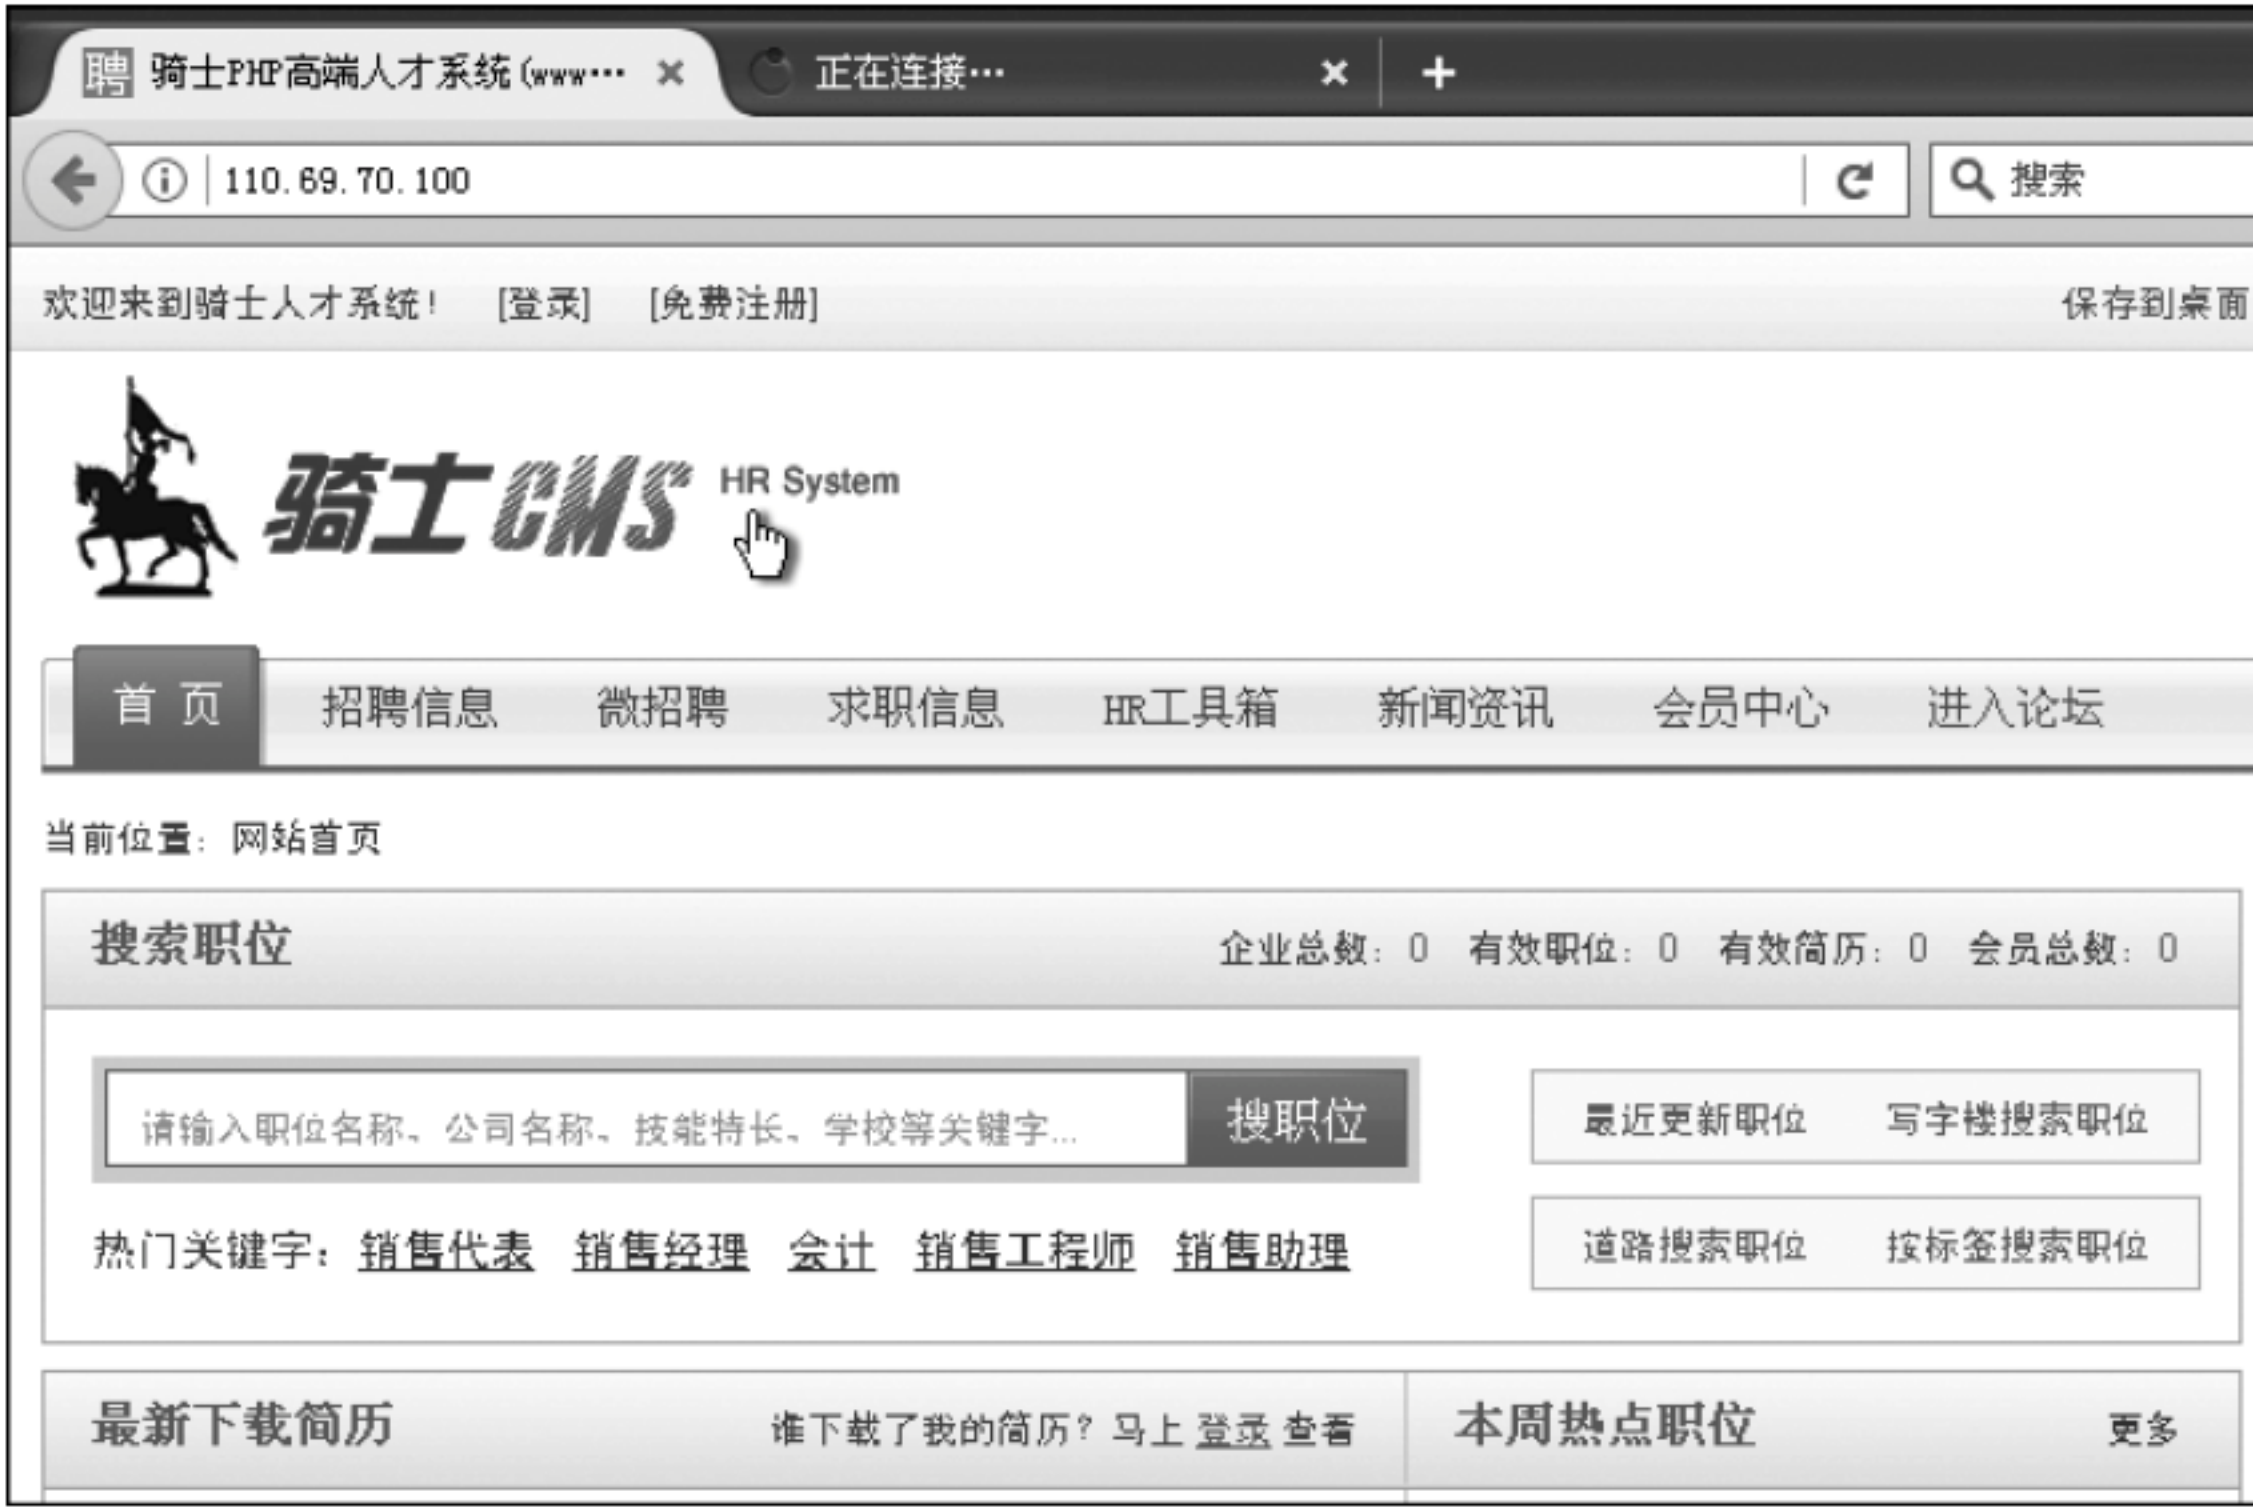 聘 骑士PHP高端人才系统(www… × 正在连接… × +
110.69.70.100 搜索
欢迎来到骑士人才系统! [登录] [免费注册] 保存到桌面
骑士CMS HR System
首 页 招聘信息 微招聘 求职信息 HR工具箱 新闻资讯 会员中心 进入论坛
当前位置: 网站首页
搜索职位 企业总数: 0 有效职位: 0 有效简历: 0 会员总数: 0
请输入职位名称、公司名称、技能特长、学校等关键字... 搜职位 最近更新职位 写字楼搜索职位
热门关键字: 销售代表 销售经理 会计 销售工程师 销售助理 道路搜索职位 按标签搜索职位
最新下载简历 谁下载了我的简历? 马上 登录 查看 本周热点职位 更多